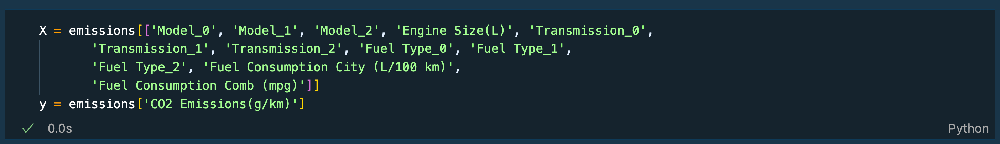 X = emissions[['Model_0', 'Model_1', 'Model_2', 'Engine Size(L)', 'Transmission_0',
'Transmission_1', 'Transmission_2', 'Fuel Type_0', 'Fuel Type_1',
'Fuel Type_2', 'Fuel Consumption City (L/100 km)',
'Fuel Consumption Comb (mpg)']]
y = emissions['CO2 Emissions(g/km)']
0.0s
Python